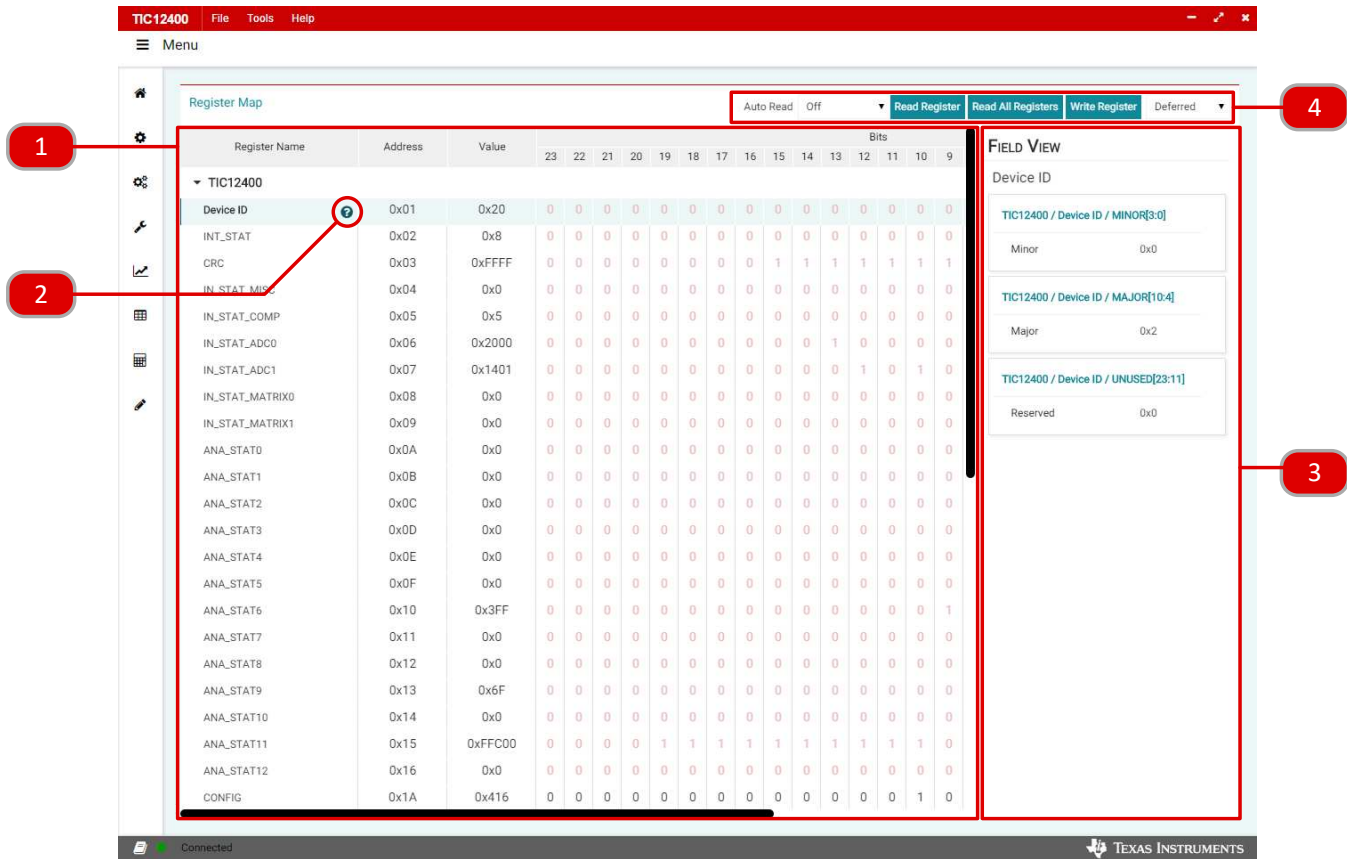 TIC12400 File Tools Help
Menu
Register Map Auto Read Off Read Register Read All Registers Write Register Deferred
4
1
Register Name Address Value Bits
23 22 21 20 19 18 17 16 15 14 13 12 11 10 9
TIC12400
Device ID 0x01 0x20 0 0 0 0 0 0 0 0 0 0 0 0 0 0 0
INT_STAT 0x02 0x8 0 0 0 0 0 0 0 0 0 0 0 0 0 0 0
CRC 0x03 0xFFFF 0 0 0 0 0 0 0 0 1 1 1 1 1 1 1
2
IN_STAT_MISC 0x04 0x0 0 0 0 0 0 0 0 0 0 0 0 0 0 0 0
IN_STAT_COMP 0x05 0x5 0 0 0 0 0 0 0 0 0 0 0 0 0 0 0
IN_STAT_ADC0 0x06 0x2000 0 0 0 0 0 0 0 0 0 0 1 0 0 0 0
IN_STAT_ADC1 0x07 0x1401 0 0 0 0 0 0 0 0 0 0 0 1 0 1 0
IN_STAT_MATRIX0 0x08 0x0 0 0 0 0 0 0 0 0 0 0 0 0 0 0 0
IN_STAT_MATRIX1 0x09 0x0 0 0 0 0 0 0 0 0 0 0 0 0 0 0 0
ANA_STAT0 0x0A 0x0 0 0 0 0 0 0 0 0 0 0 0 0 0 0 0
ANA_STAT1 0x0B 0x0 0 0 0 0 0 0 0 0 0 0 0 0 0 0 0
ANA_STAT2 0x0C 0x0 0 0 0 0 0 0 0 0 0 0 0 0 0 0 0
ANA_STAT3 0x0D 0x0 0 0 0 0 0 0 0 0 0 0 0 0 0 0 0
ANA_STAT4 0x0E 0x0 0 0 0 0 0 0 0 0 0 0 0 0 0 0 0
ANA_STAT5 0x0F 0x0 0 0 0 0 0 0 0 0 0 0 0 0 0 0 0
ANA_STAT6 0x10 0x3FF 0 0 0 0 0 0 0 0 0 0 0 0 0 0 1
ANA_STAT7 0x11 0x0 0 0 0 0 0 0 0 0 0 0 0 0 0 0 0
ANA_STAT8 0x12 0x0 0 0 0 0 0 0 0 0 0 0 0 0 0 0 0
ANA_STAT9 0x13 0x6F 0 0 0 0 0 0 0 0 0 0 0 0 0 0 0
ANA_STAT10 0x14 0x0 0 0 0 0 0 0 0 0 0 0 0 0 0 0 0
ANA_STAT11 0x15 0xFFC00 0 0 0 0 1 1 1 1 1 1 1 1 1 1 0
ANA_STAT12 0x16 0x0 0 0 0 0 0 0 0 0 0 0 0 0 0 0 0
CONFIG 0x1A 0x416 0 0 0 0 0 0 0 0 0 0 0 0 0 1 0
FIELD VIEW
Device ID
TIC12400 / Device ID / MINOR[3:0]
Minor 0x0
TIC12400 / Device ID / MAJOR[10:4]
Major 0x2
TIC12400 / Device ID / UNUSED[23:11]
Reserved 0x0
3
Connected
TEXAS INSTRUMENTS